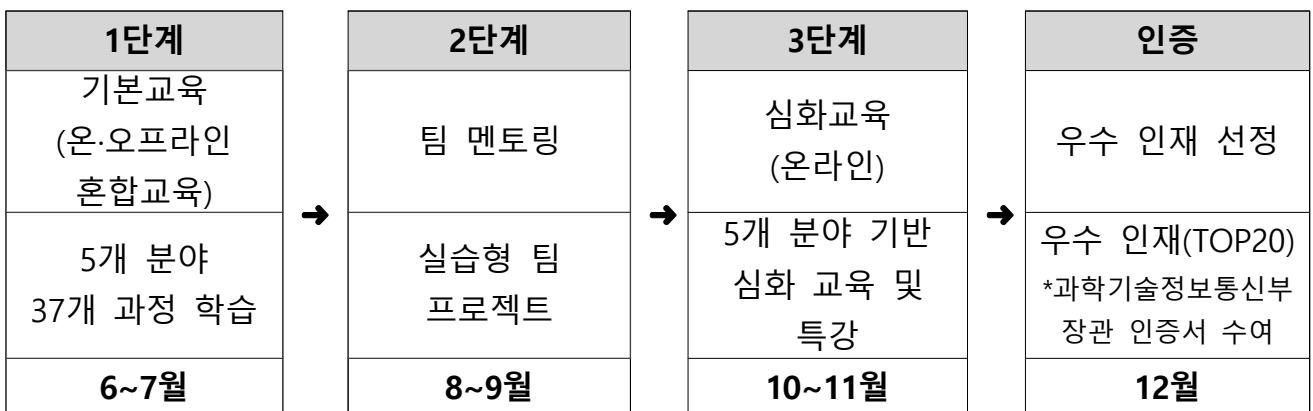 1단계
기본교육
(온·오프라인
혼합교육)
5개 분야
37개 과정 학습
6~7월
➜
2단계
팀 멘토링
실습형 팀
프로젝트
8~9월
➜
3단계
심화교육
(온라인)
5개 분야 기반
심화 교육 및
특강
10~11월
➜
인증
우수 인재 선정
우수 인재(TOP20)
*과학기술정보통신부
장관 인증서 수여
12월